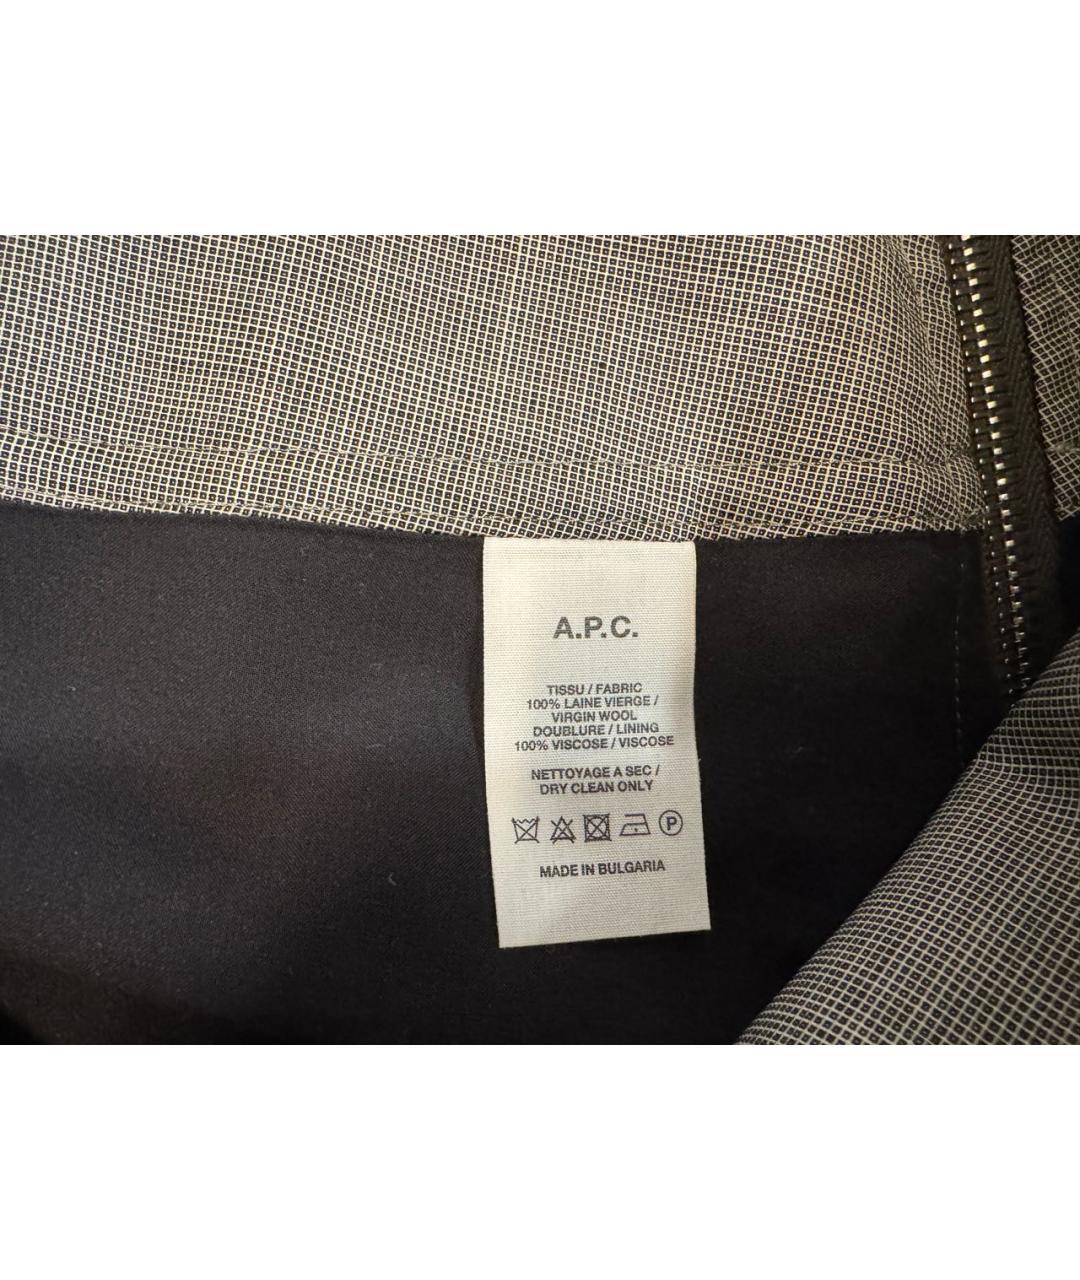 A.P.C.
TISSU / FABRIC
100% LAINE VIERGE /
VIRGIN WOOL
DOUBLURE / LINING
100% VISCOSE / VISCOSE
NETTOYAGE A SEC /
DRY CLEAN ONLY
P
MADE IN BULGARIA